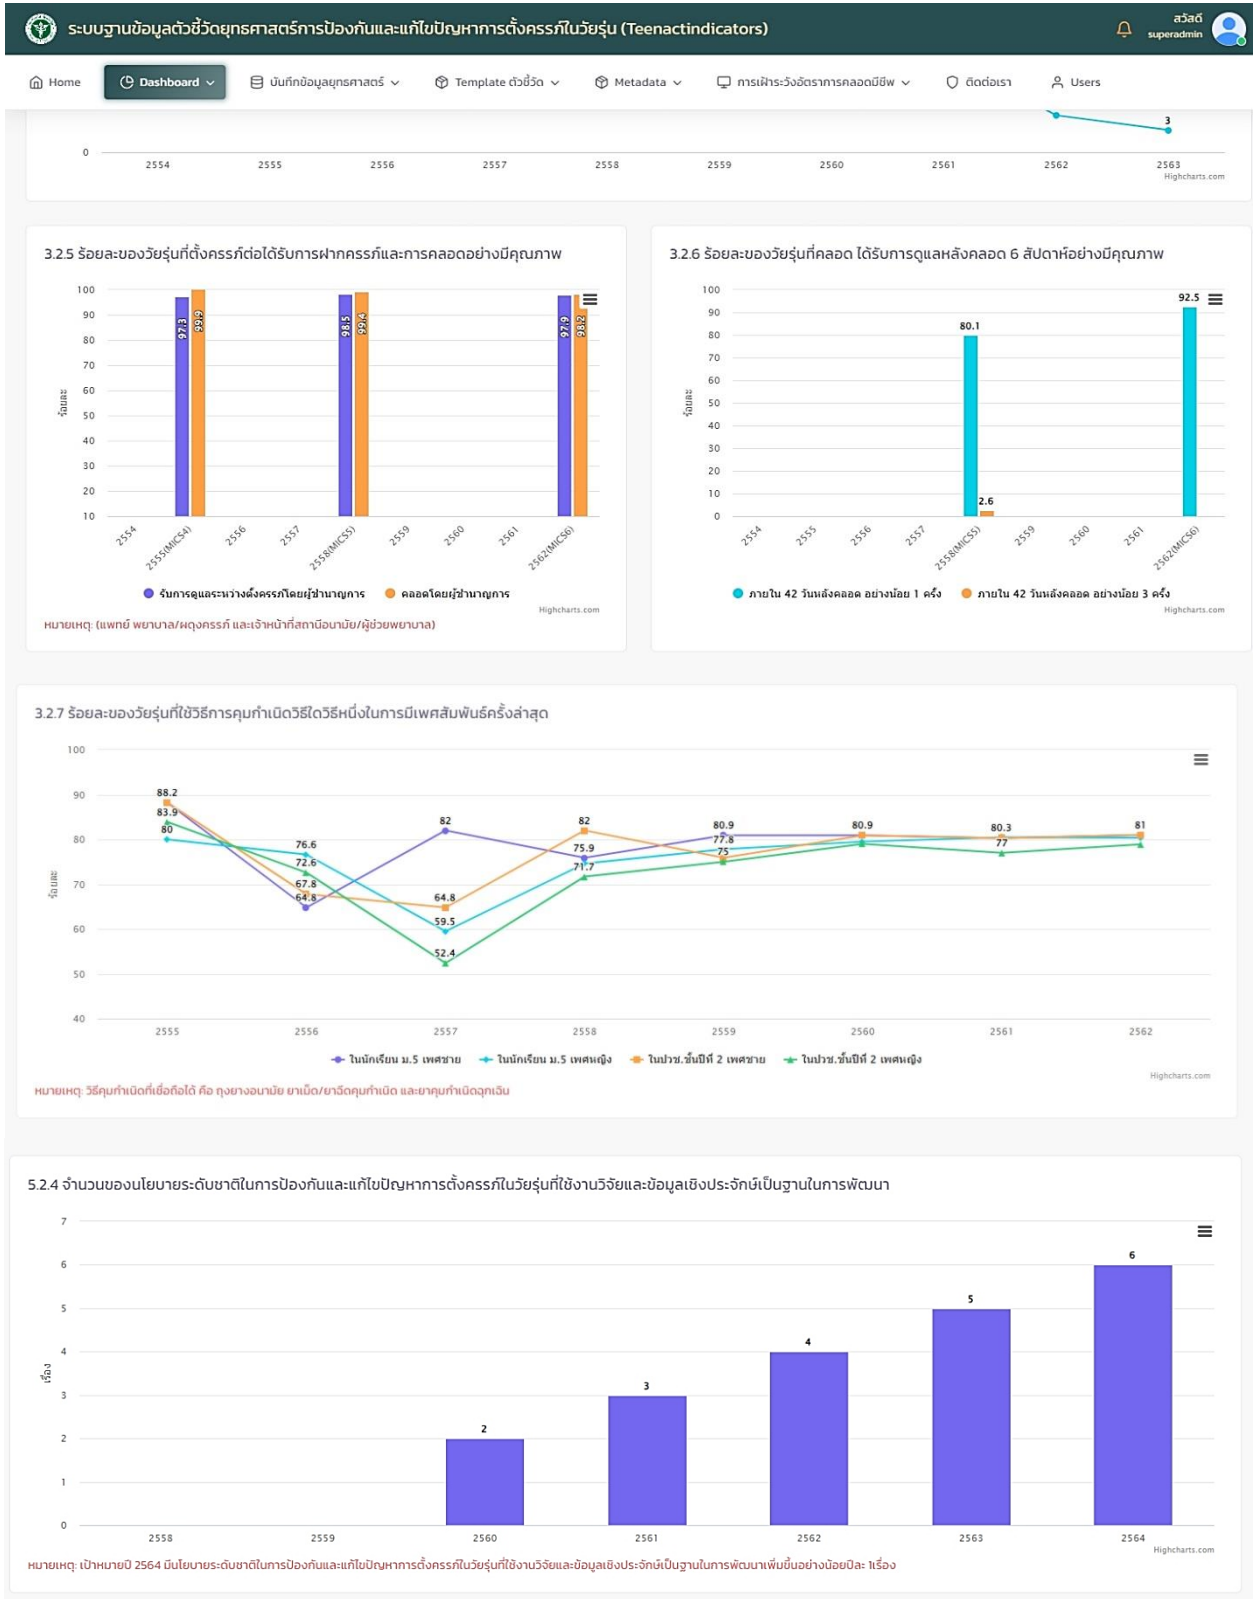 ระบบฐานข้อมูลตัวชี้วัดยุทธศาสตร์การป้องกันและแก้ไขปัญหาการตั้งครรภ์ในวัยรุ่น (Teenactindicators)
สวัสดี
superadmin
Home Dashboard บันทึกข้อมูลยุทธศาสตร์ Template ตัวชี้วัด Metadata การเฝ้าระวังอัตราการคลอดมีชีพ ติดต่อเรา Users
3
0
2554 2555 2556 2557 2558 2559 2560 2561 2562 2563
Highcharts.com
3.2.5 ร้อยละของวัยรุ่นที่ตั้งครรภ์ต่อได้รับการฝากครรภ์และการคลอดอย่างมีคุณภาพ
100
90
80
70
60
50
40
30
20
10
ร้อยละ
97.3 99.9 98.5 99.4 97.9 98.2
2554 2555(MICS4) 2556 2557 2558(MICS5) 2559 2560 2561 2562(MICS6)
รับการดูแลระหว่างตั้งครรภ์โดยผู้ชำนาญการ คลอดโดยผู้ชำนาญการ
Highcharts.com
หมายเหตุ: (แพทย์ พยาบาล/ผดุงครรภ์ และเจ้าหน้าที่สถานีอนามัย/ผู้ช่วยพยาบาล)
3.2.6 ร้อยละของวัยรุ่นที่คลอด ได้รับการดูแลหลังคลอด 6 สัปดาห์อย่างมีคุณภาพ
100
90
80
70
60
50
40
30
20
10
0
ร้อยละ
80.1 2.6 92.5
2554 2555 2556 2557 2558(MICS5) 2559 2560 2561 2562(MICS6)
ภายใน 42 วันหลังคลอด อย่างน้อย 1 ครั้ง ภายใน 42 วันหลังคลอด อย่างน้อย 3 ครั้ง
Highcharts.com
3.2.7 ร้อยละของวัยรุ่นที่ใช้วิธีการคุมกำเนิดวิธีใดวิธีหนึ่งในการมีเพศสัมพันธ์ครั้งล่าสุด
100
90
80
70
60
50
40
ร้อยละ
88.2 83.9 80
76.6 72.6 67.8 64.8
82 64.8 59.5 52.4
82 75.9 71.7
80.9 77.8 75
80.9
80.3 77
81
2555 2556 2557 2558 2559 2560 2561 2562
ในนักเรียน ม.5 เพศชาย ในนักเรียน ม.5 เพศหญิง ในปวช.ชั้นปีที่ 2 เพศชาย ในปวช.ชั้นปีที่ 2 เพศหญิง
Highcharts.com
หมายเหตุ: วิธีคุมกำเนิดที่เชื่อถือได้ คือ ถุงยางอนามัย ยาเม็ด/ยาฉีดคุมกำเนิด และยาคุมกำเนิดฉุกเฉิน
5.2.4 จำนวนของนโยบายระดับชาติในการป้องกันและแก้ไขปัญหาการตั้งครรภ์ในวัยรุ่นที่ใช้งานวิจัยและข้อมูลเชิงประจักษ์เป็นฐานในการพัฒนา
7
6
5
4
3
2
1
0
เรื่อง
2 3 4 5 6
2558 2559 2560 2561 2562 2563 2564
Highcharts.com
หมายเหตุ: เป้าหมายปี 2564 มีนโยบายระดับชาติในการป้องกันและแก้ไขปัญหาการตั้งครรภ์ในวัยรุ่นที่ใช้งานวิจัยและข้อมูลเชิงประจักษ์เป็นฐานในการพัฒนาเพิ่มขึ้นอย่างน้อยปีละ 1เรื่อง